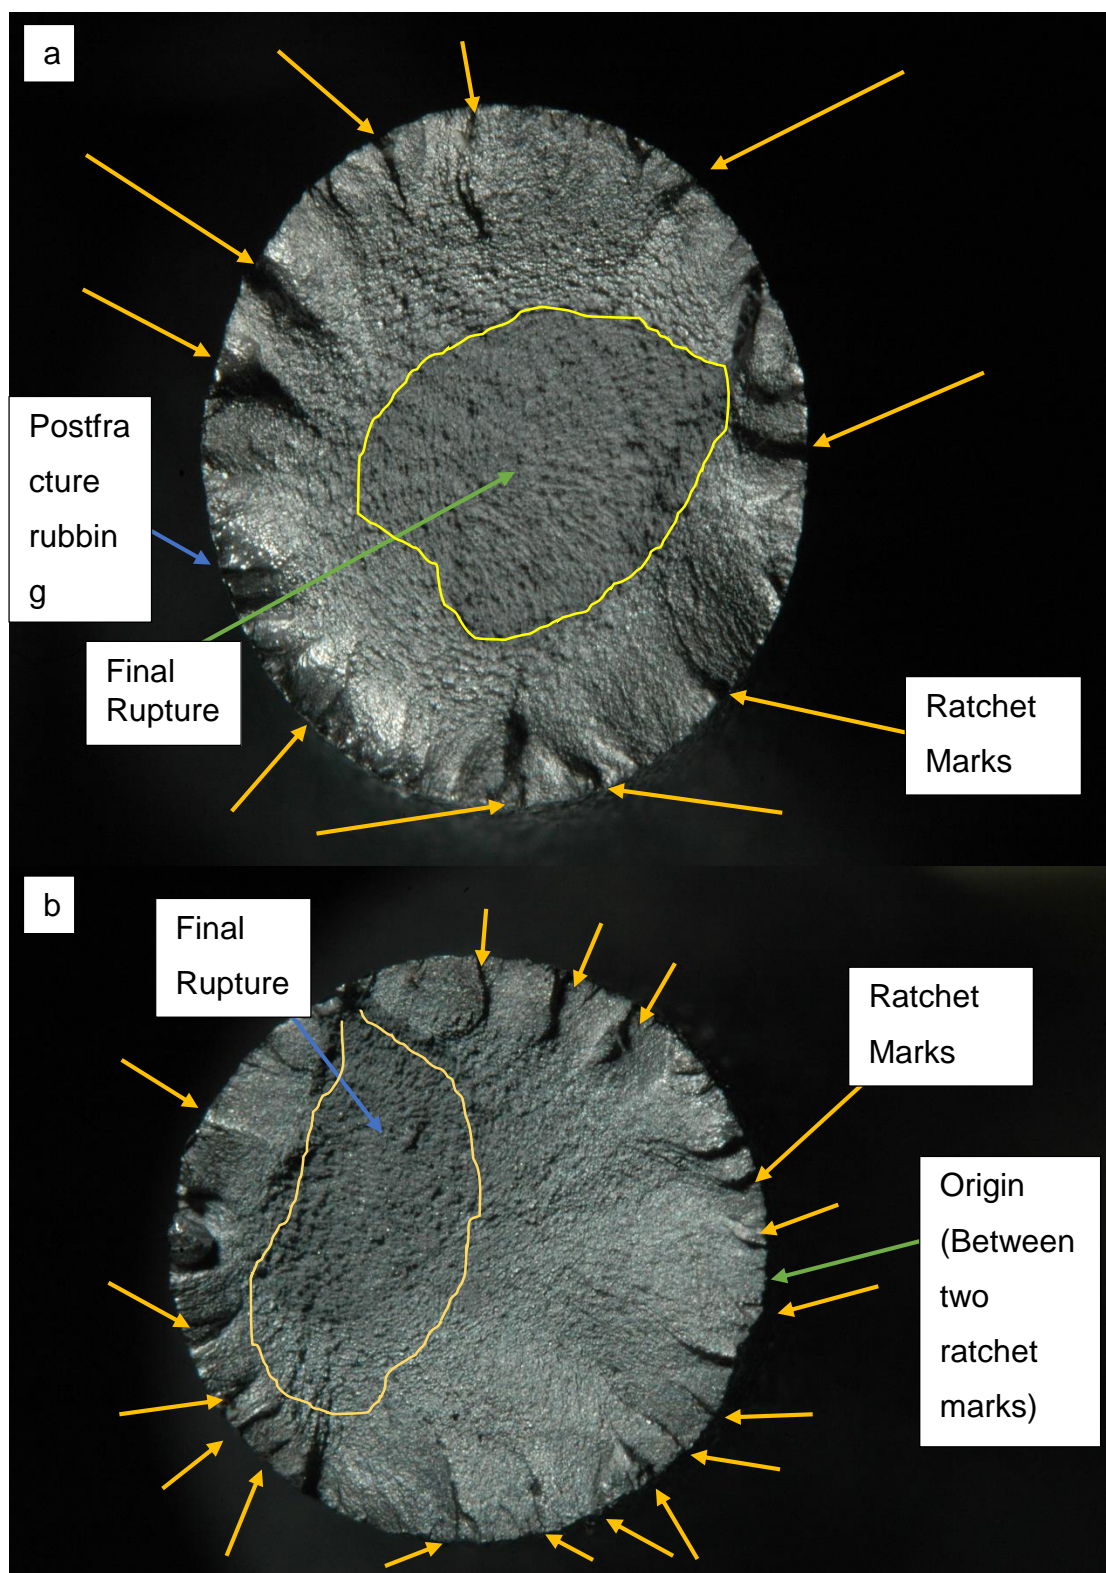 a
Postfra
cture
rubbin
g
Final
Rupture
Ratchet
Marks
b
Final
Rupture
Ratchet
Marks
Origin
(Between
two
ratchet
marks)